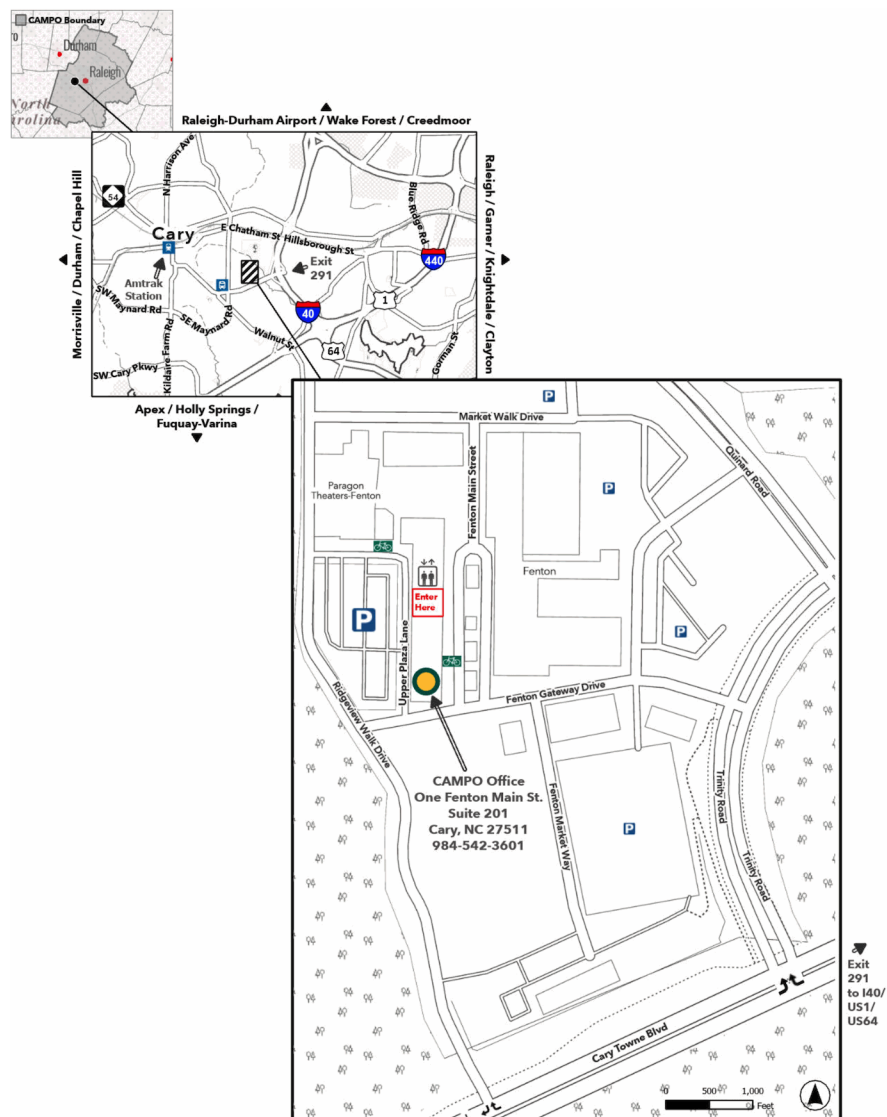 CAMPO Boundary
Durham
Raleigh
North
Carolina
Raleigh-Durham Airport / Wake Forest / Creedmoor
Morrisville / Durham / Chapel Hill
Raleigh / Garner / Knightdale / Clayton
N Harrison Ave
54
Blue Ridge Rd
Cary
E Chatham St
Hillsborough St
440
Exit
291
Amtrak
Station
1
SW Maynard Rd
SE Maynard Rd
40
Kildaire Farm Rd
Walnut St
64
Gorman St
SW Cary Pkwy
Apex / Holly Springs /
Fuquay-Varina
P
Market Walk Drive
Quinard Road
Fenton Main Street
Paragon
Theaters-Fenton
P
Fenton
Enter
Here
P
P
Upper Plaza Lane
Ridgeview Walk Drive
Fenton Gateway Drive
CAMPO Office
One Fenton Main St.
Suite 201
Cary, NC 27511
984-542-3601
Fenton Market Way
P
Trinity Road
Trinity Road
Exit
291
to I40/
US1/
US64
Cary Towne Blvd
0 500 1,000
Feet